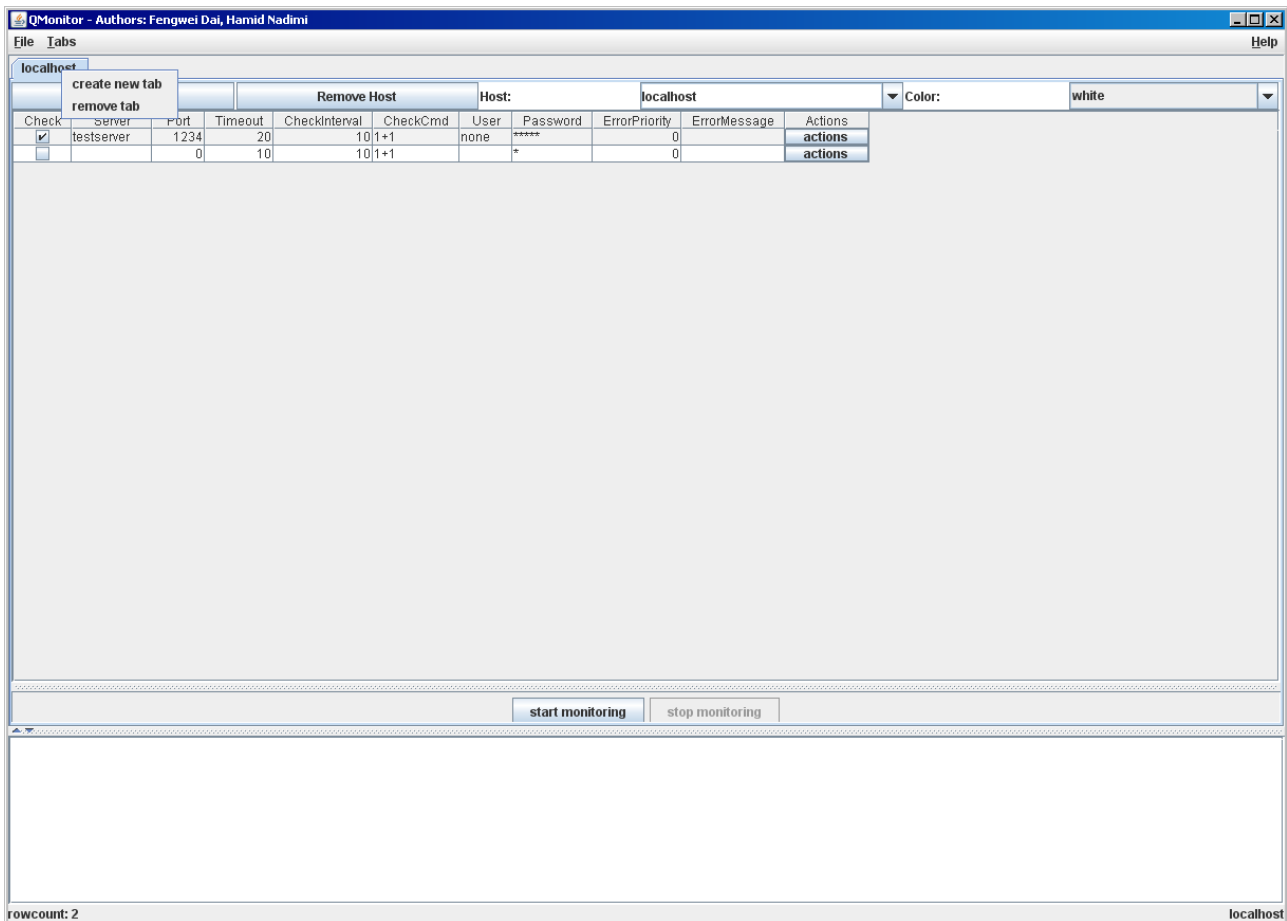 QMonitor - Authors: Fengwei Dai, Hamid Nadimi
File Tabs Help
localhost
create new tab
remove tab
Remove Host Host: localhost Color: white
Check Server Port Timeout CheckInterval CheckCmd User Password ErrorPriority ErrorMessage Actions
testserver 1234 20 10 1+1 none ***** 0 actions
0 10 10 1+1 * 0 actions
start monitoring stop monitoring
rowcount: 2 localhost